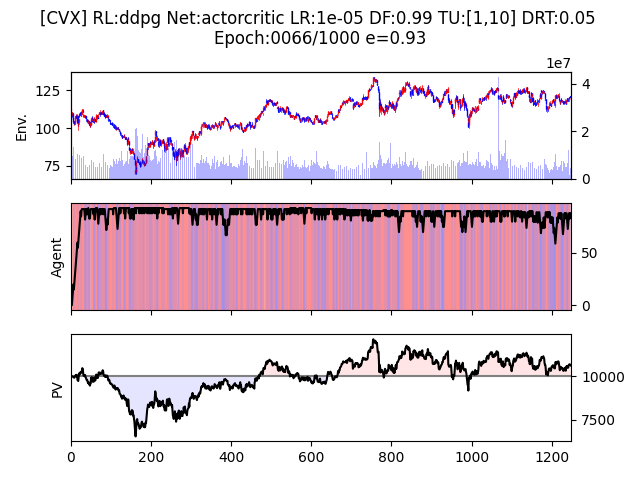 [CVX] RL:ddpg Net:actorcritic LR:1e-05 DF:0.99 TU:[1,10] DRT:0.05
Epoch:0066/1000 e=0.93
1e7
125
100
75
Env.
4
2
0
Agent
50
0
PV
10000
7500
0
200
400
600
800
1000
1200